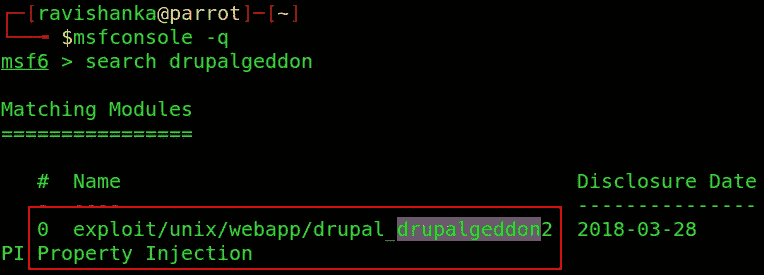 [ravishanka@parrot]-[~]
$msfconsole -q
msf6 > search drupalgeddon
Matching Modules
================
# Name Disclosure Date
- ---- ---------------
0 exploit/unix/webapp/drupal_drupalgeddon2 2018-03-28
PI Property Injection